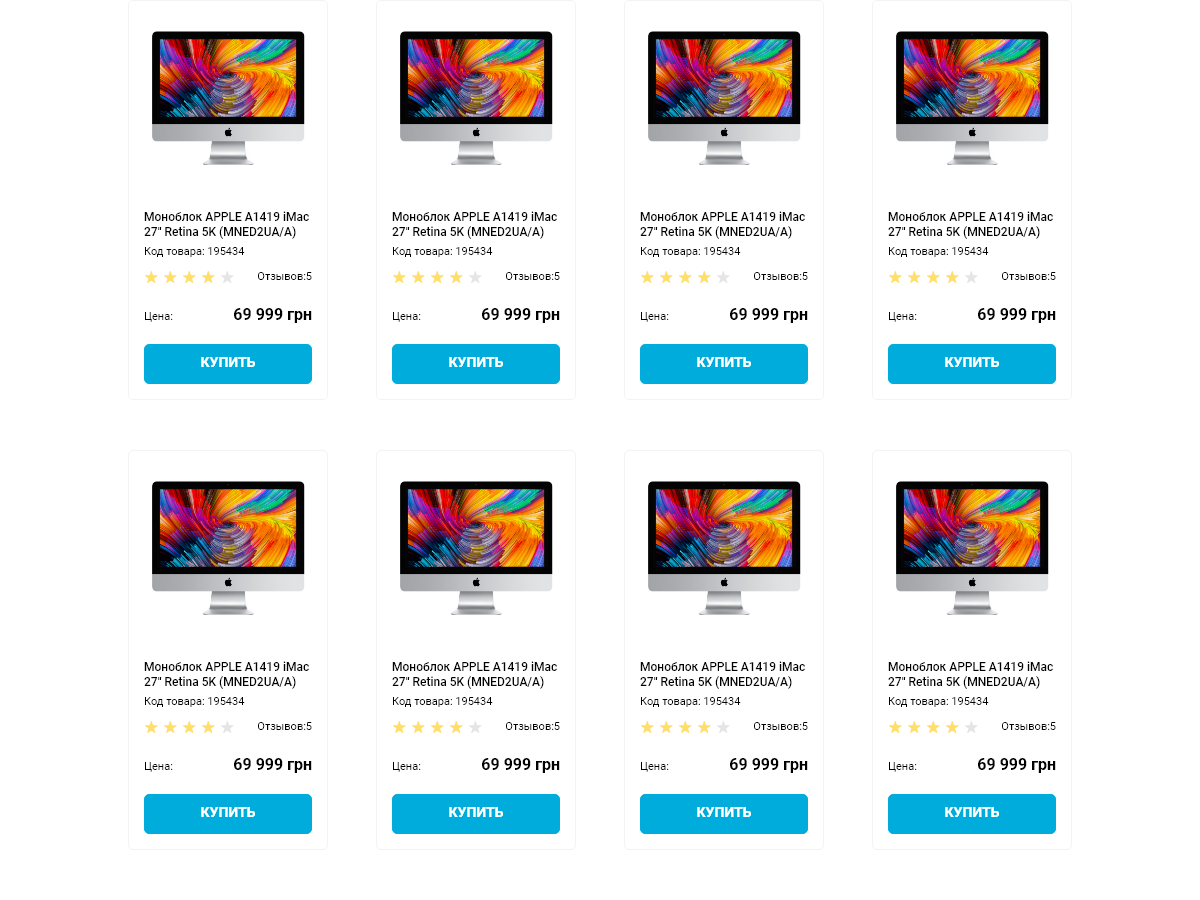 Моноблок APPLE A1419 iMac
27" Retina 5K (MNED2UA/A)
Код товара: 195434
Отзывов:5
Цена: 69 999 грн
КУПИТЬ
Моноблок APPLE A1419 iMac
27" Retina 5K (MNED2UA/A)
Код товара: 195434
Отзывов:5
Цена: 69 999 грн
КУПИТЬ
Моноблок APPLE A1419 iMac
27" Retina 5K (MNED2UA/A)
Код товара: 195434
Отзывов:5
Цена: 69 999 грн
КУПИТЬ
Моноблок APPLE A1419 iMac
27" Retina 5K (MNED2UA/A)
Код товара: 195434
Отзывов:5
Цена: 69 999 грн
КУПИТЬ
Моноблок APPLE A1419 iMac
27" Retina 5K (MNED2UA/A)
Код товара: 195434
Отзывов:5
Цена: 69 999 грн
КУПИТЬ
Моноблок APPLE A1419 iMac
27" Retina 5K (MNED2UA/A)
Код товара: 195434
Отзывов:5
Цена: 69 999 грн
КУПИТЬ
Моноблок APPLE A1419 iMac
27" Retina 5K (MNED2UA/A)
Код товара: 195434
Отзывов:5
Цена: 69 999 грн
КУПИТЬ
Моноблок APPLE A1419 iMac
27" Retina 5K (MNED2UA/A)
Код товара: 195434
Отзывов:5
Цена: 69 999 грн
КУПИТЬ